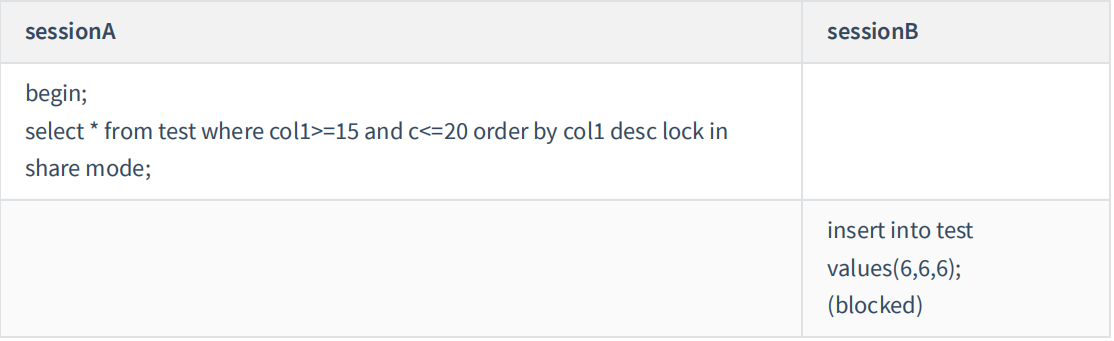 sessionA
sessionB
begin;
select * from test where col1>=15 and c<=20 order by col1 desc lock in
share mode;
insert into test
values(6,6,6);
(blocked)